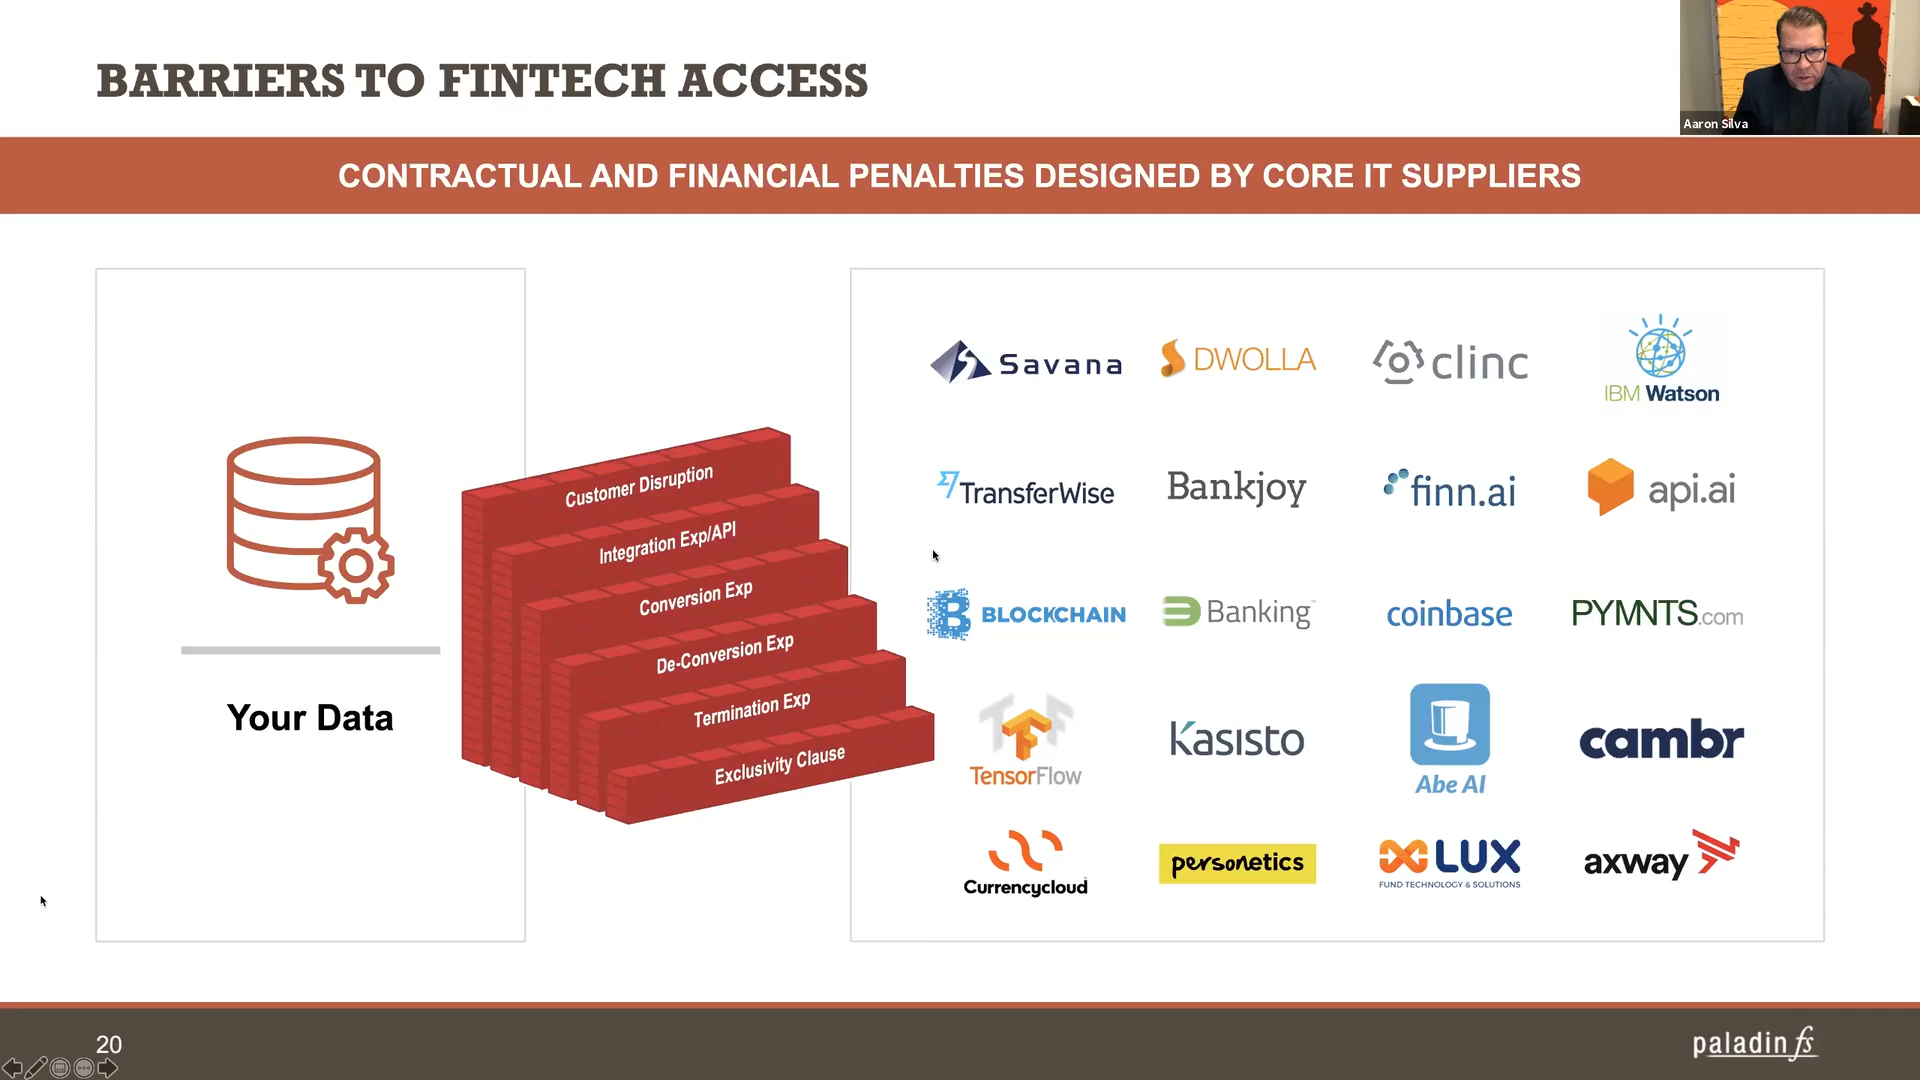 BARRIERS TO FINTECH ACCESS
Aaron Silva
CONTRACTUAL AND FINANCIAL PENALTIES DESIGNED BY CORE IT SUPPLIERS
Your Data
Customer Disruption
Integration Exp/API
Conversion Exp
De-Conversion Exp
Termination Exp
Exclusivity Clause
Savana
DWOLLA
clinc
IBM Watson
TransferWise
Bankjoy
finn.ai
api.ai
BLOCKCHAIN
Banking
coinbase
PYMNTS.com
TensorFlow
Kasisto
Abe AI
cambr
Currencycloud
personetics
LUX
FUND TECHNOLOGY & SOLUTIONS
axway
20
paladin fs